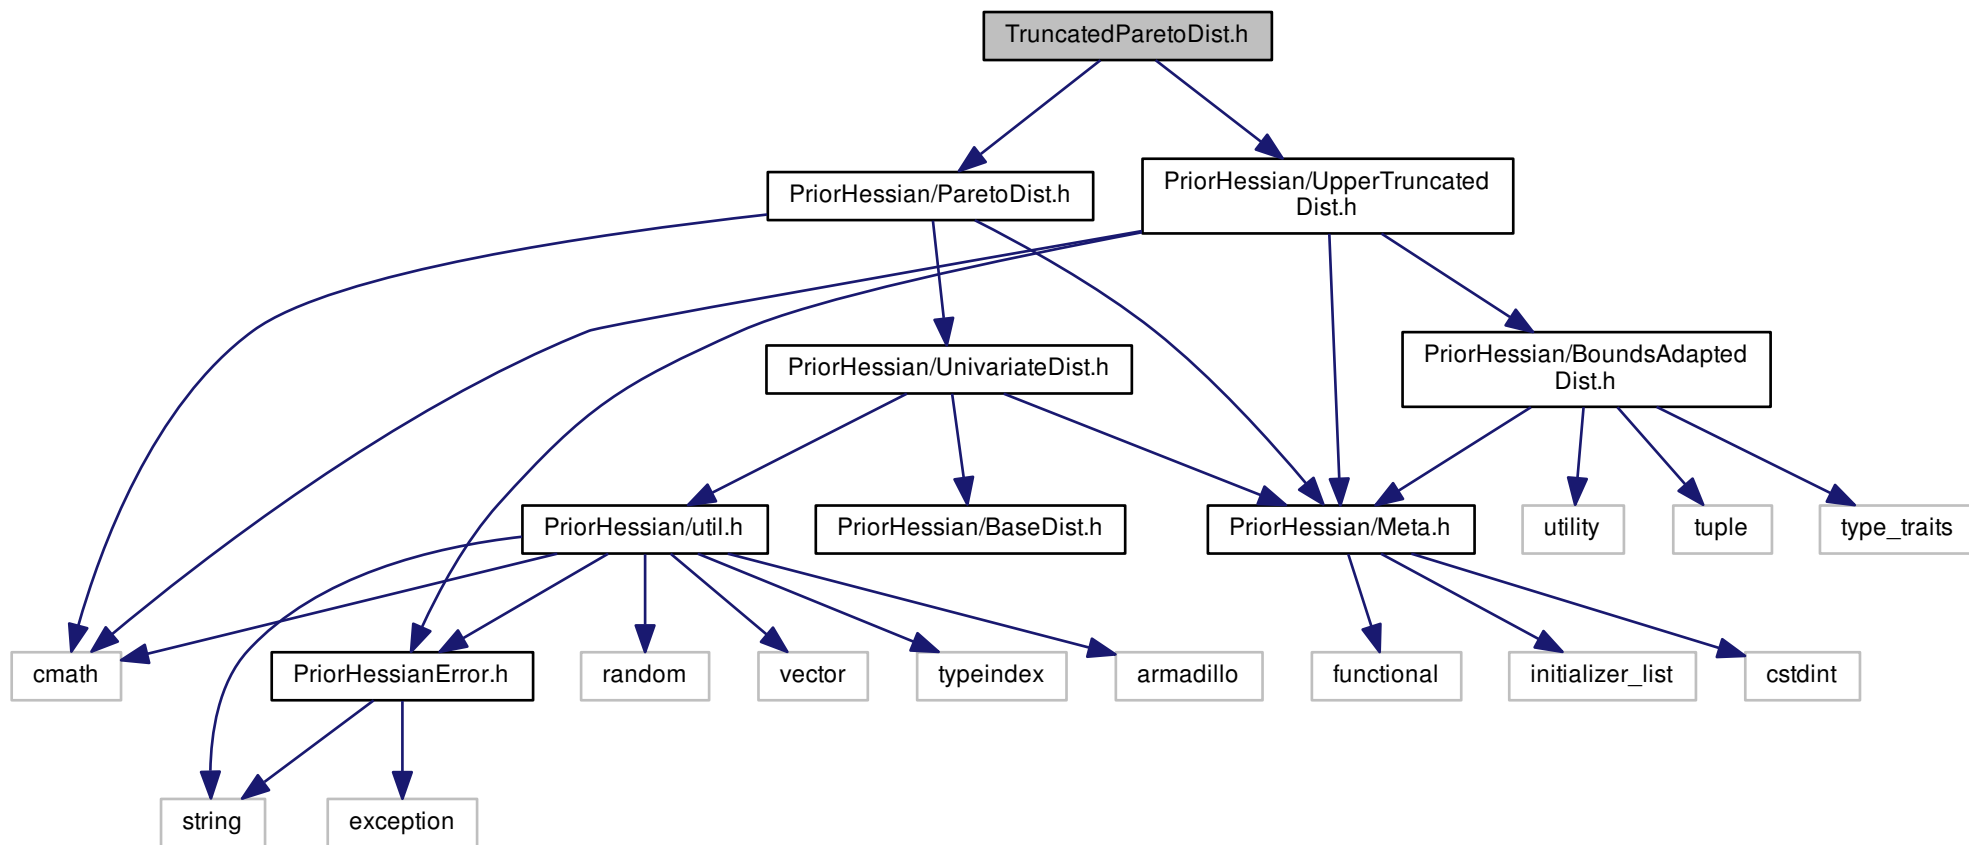 TruncatedParetoDist.h
PriorHessian/ParetoDist.h
PriorHessian/UpperTruncated
Dist.h
PriorHessian/UnivariateDist.h
PriorHessian/BoundsAdapted
Dist.h
PriorHessian/util.h
PriorHessian/BaseDist.h
PriorHessian/Meta.h
utility
tuple
type_traits
cmath
PriorHessianError.h
random
vector
typeindex
armadillo
functional
initializer_list
cstdint
string
exception